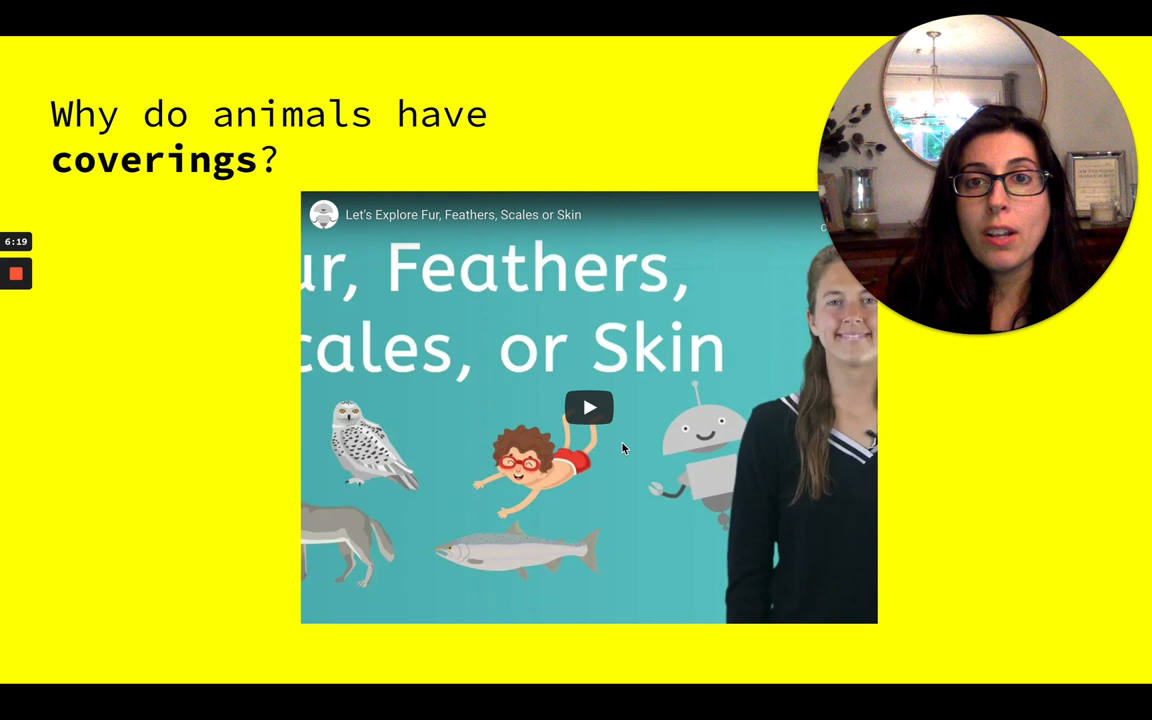 Why do animals have
coverings?
6:19
Let's Explore Fur, Feathers, Scales or Skin
ur, Feathers,
cales, or Skin